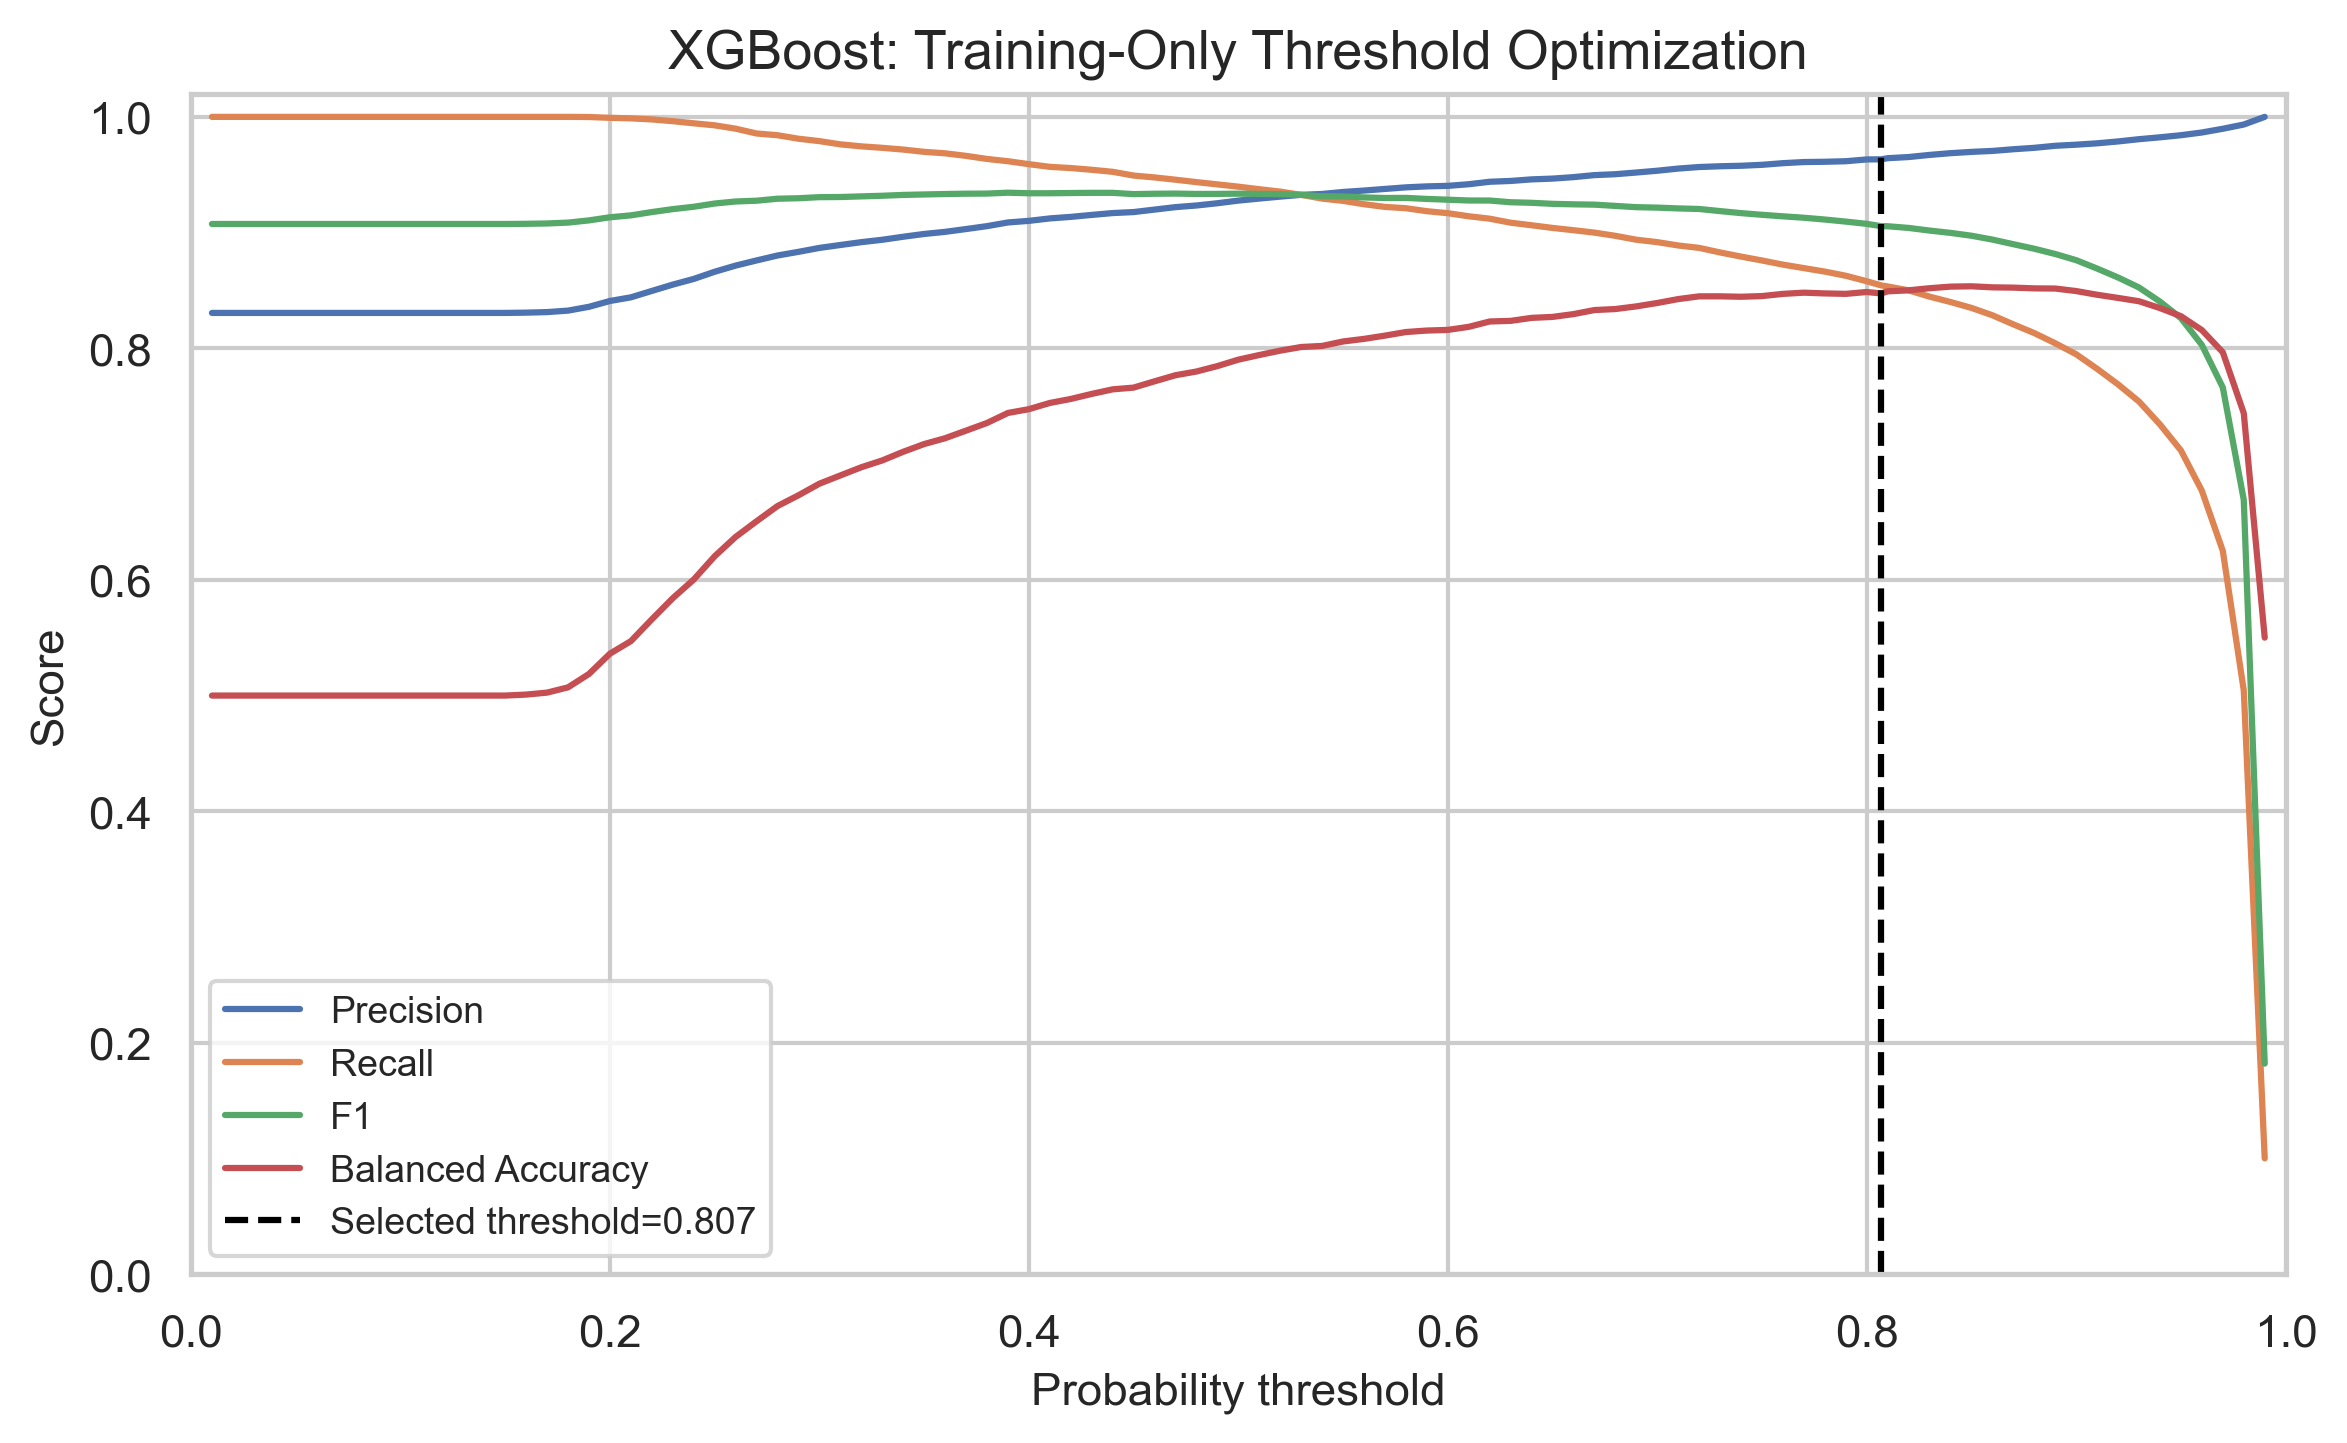 XGBoost: Training-Only Threshold Optimization
1.0
0.8
0.6
0.4
0.2
0.0
Score
Precision
Recall
F1
Balanced Accuracy
Selected threshold=0.807
0.0 0.2 0.4 0.6 0.8 1.0
Probability threshold